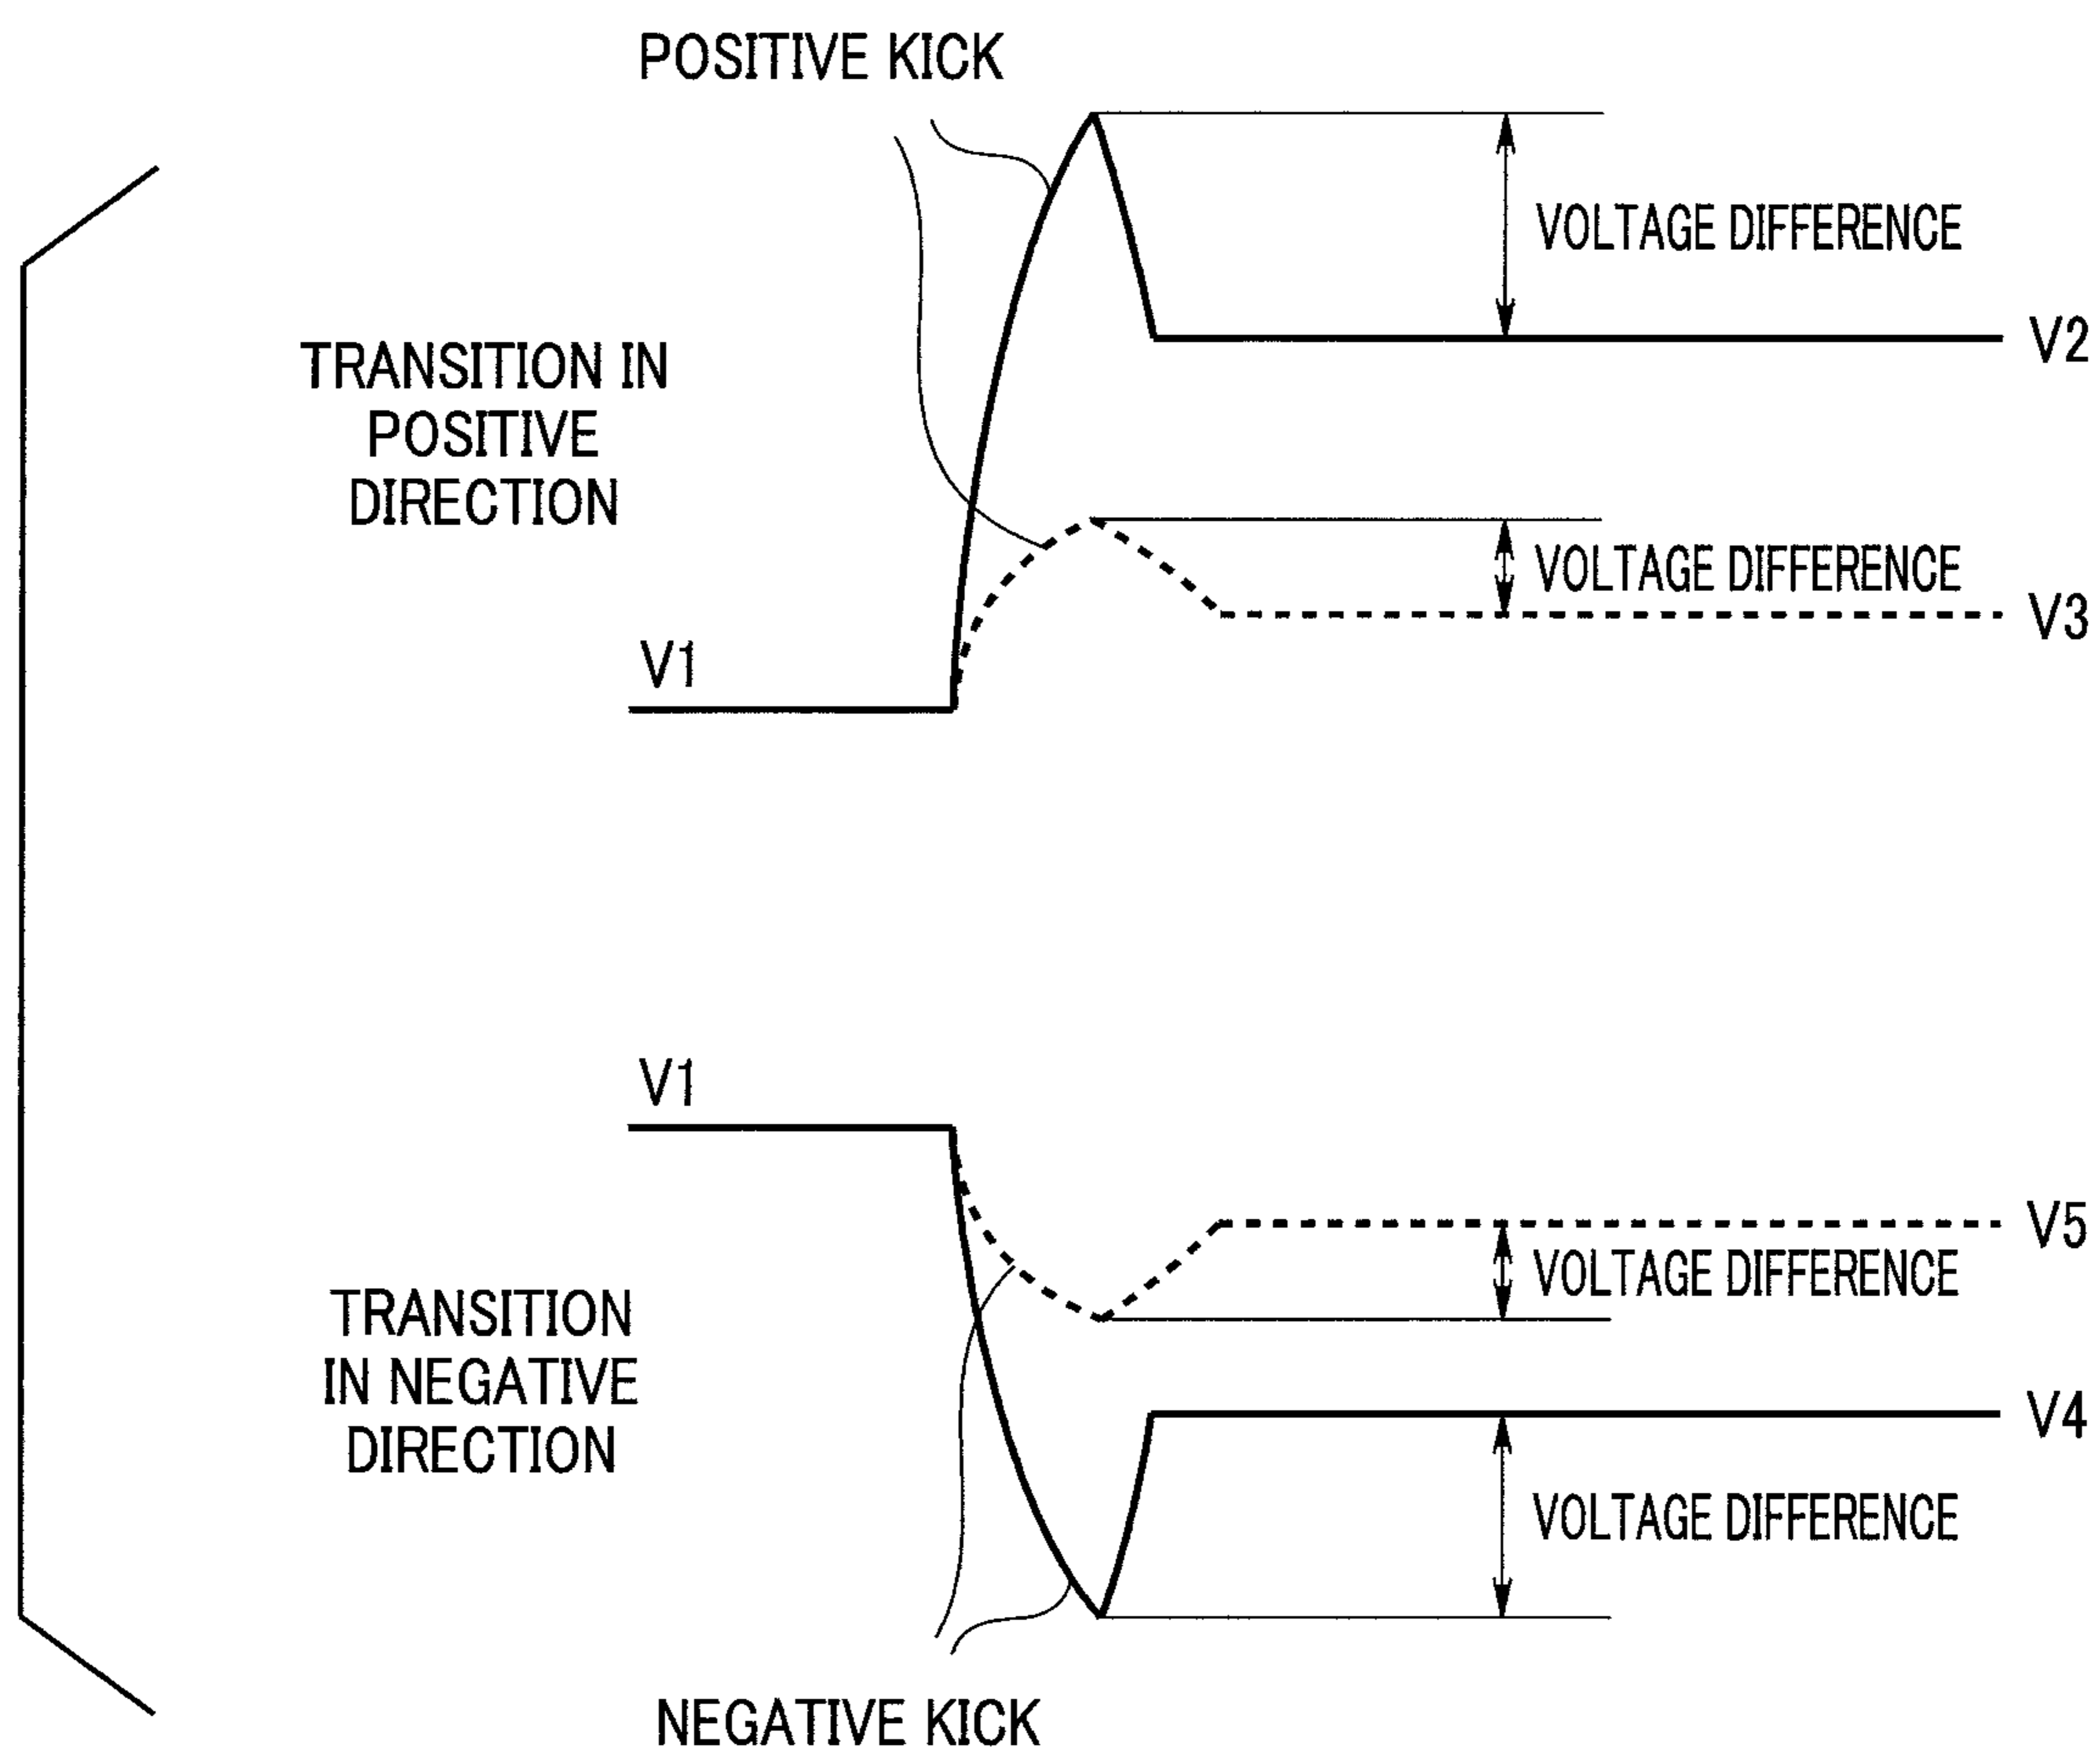 POSITIVE KICK
VOLTAGE DIFFERENCE
V2
TRANSITION IN
POSITIVE
DIRECTION
VOLTAGE DIFFERENCE
V3
V1
V1
V5
VOLTAGE DIFFERENCE
TRANSITION
IN NEGATIVE
DIRECTION
V4
VOLTAGE DIFFERENCE
NEGATIVE KICK